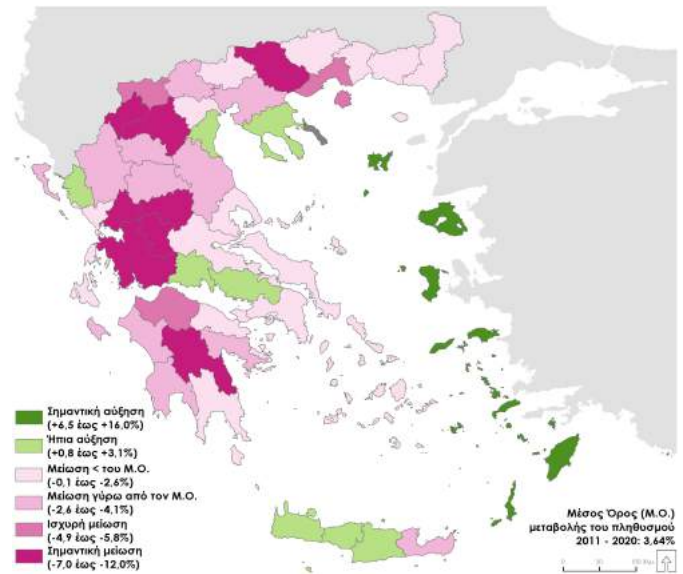 Σημαντική αύξηση
(+6,5 έως +16,0%)
Ήπια αύξηση
(+0,8 έως +3,1%)
Μείωση < του Μ.Ο.
(-0,1 έως -2,6%)
Μείωση γύρω από τον Μ.Ο.
(-2,6 έως -4,1%)
Ισχυρή μείωση
(-4,9 έως -5,8%)
Σημαντική μείωση
(-7,0 έως -12,0%)
Μέσος Όρος (Μ.Ο.)
μεταβολής του πληθυσμού
2011 - 2020: 3,64%
0